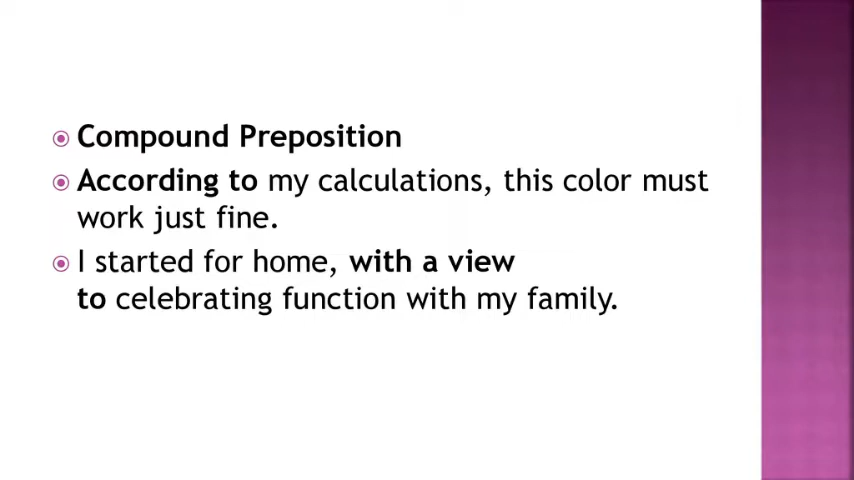 Compound Preposition
According to my calculations, this color must
work just fine.
I started for home, with a view
to celebrating function with my family.